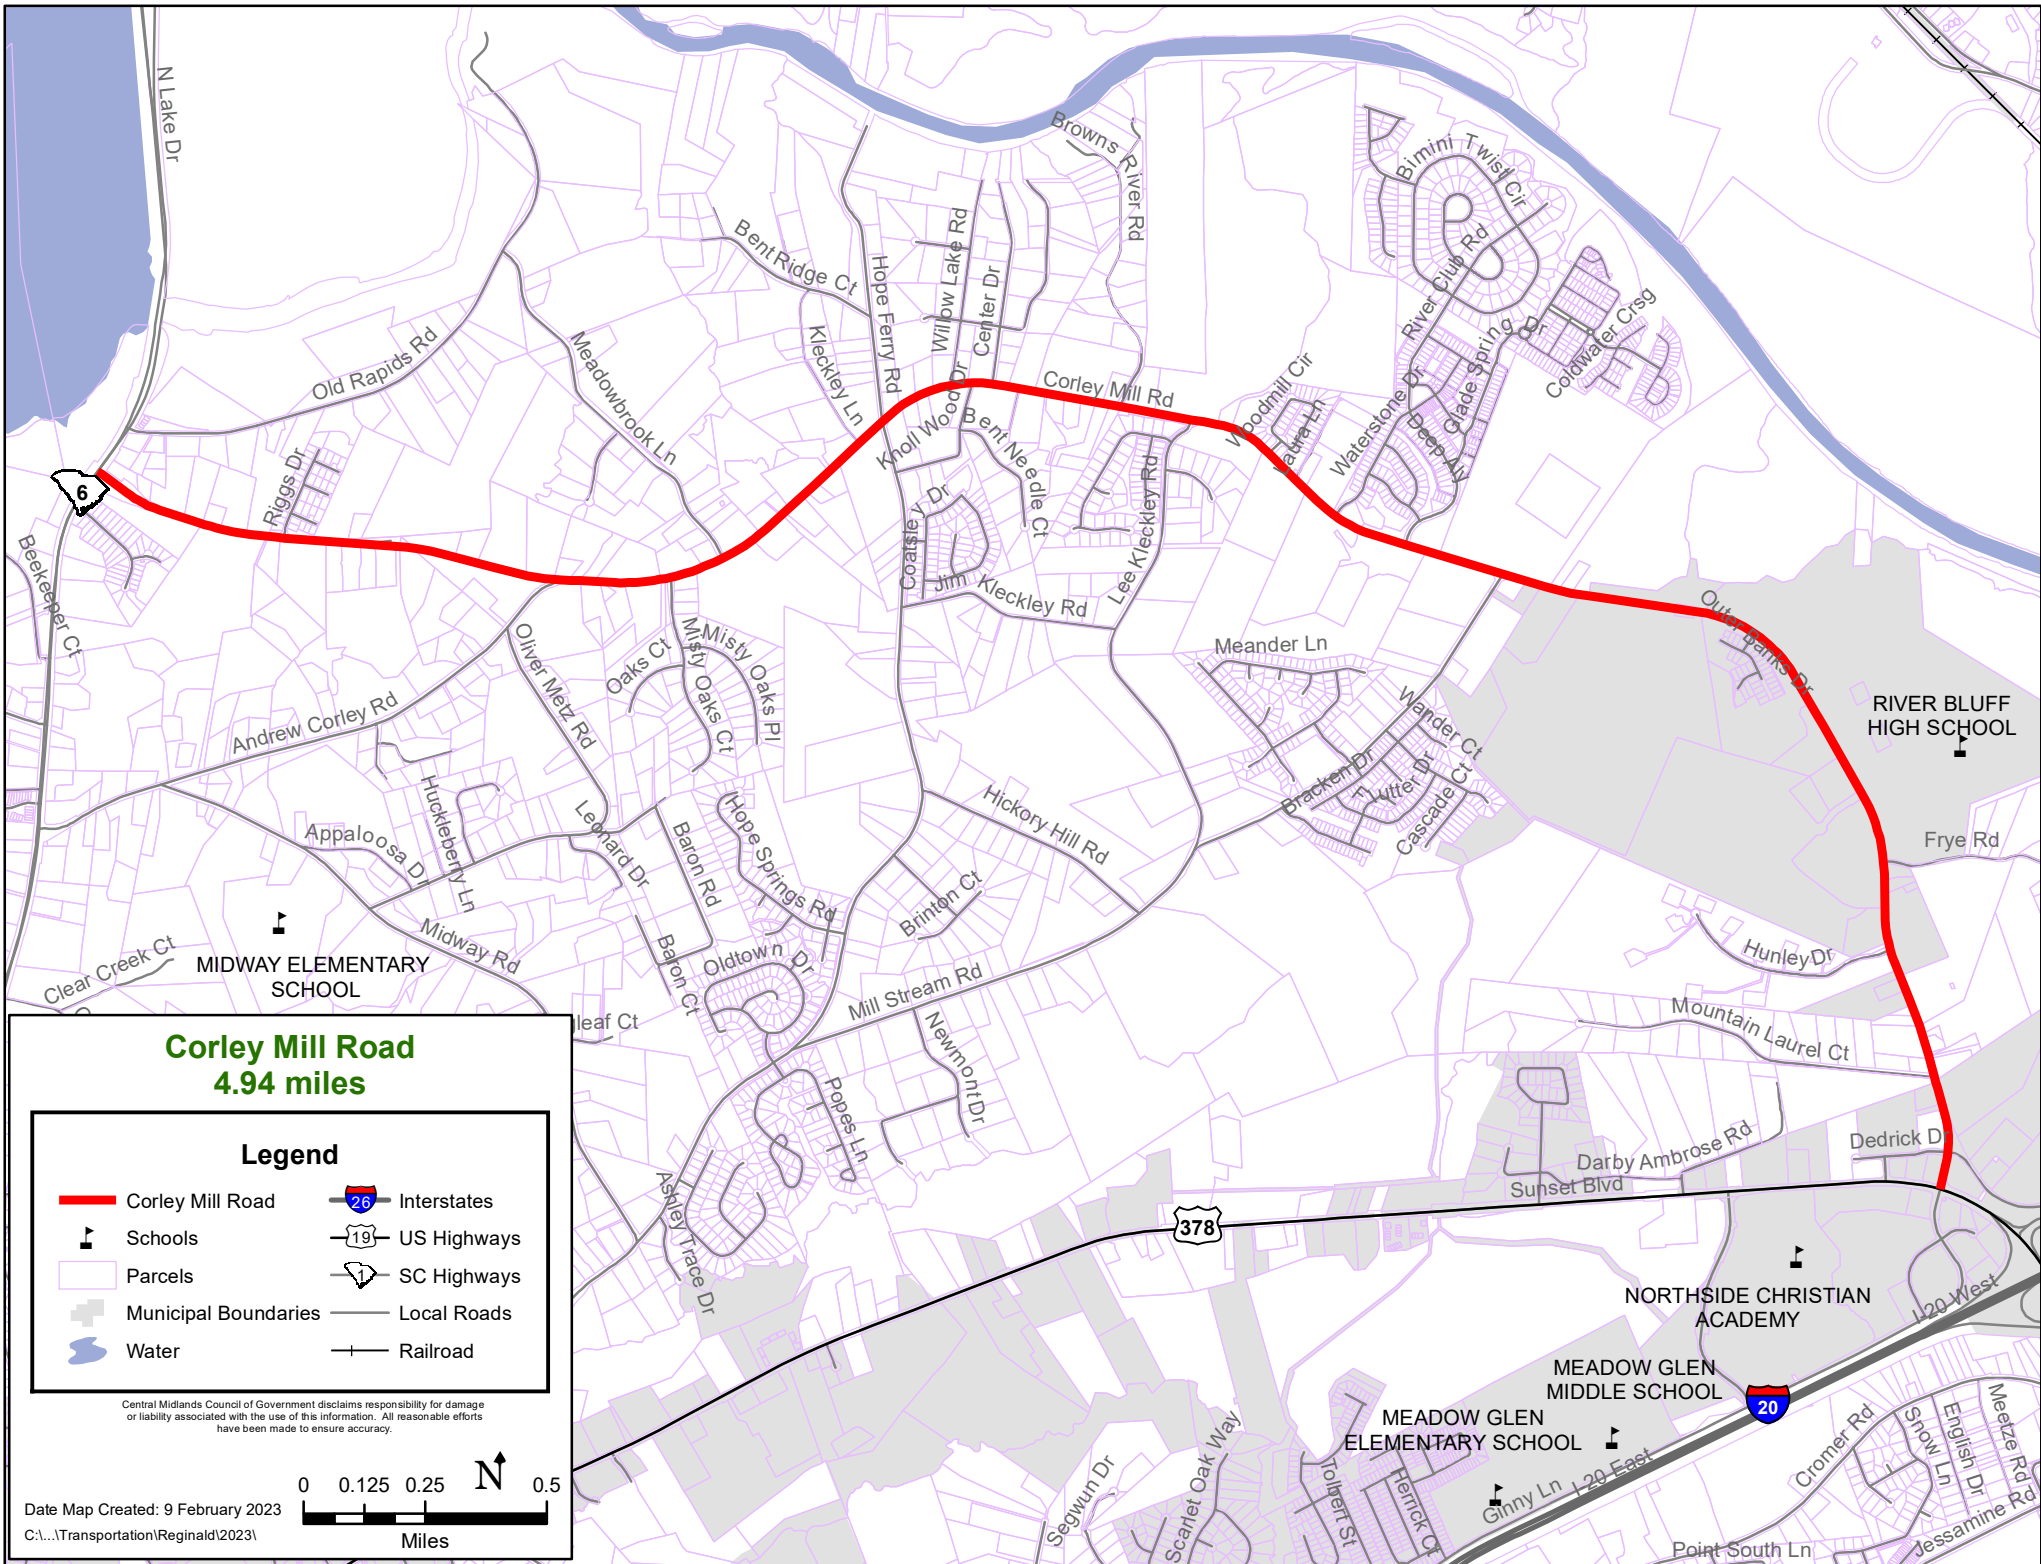 N Lake Dr
Browns River Rd
Bimini Twist Cir
Bent Ridge Ct
Hope Ferry Rd
Willow Lake Rd
Center Dr
River Club Rd
Old Rapids Rd
Meadowbrook Ln
Kleckley Ln
Corley Mill Rd
Woodmill Cir
Laura Ln
Waterstone Dr
Glade Spring Dr
Deep Aly
Coldwater Crsg
Knoll Wood Dr
Bent Needle Ct
6
Riggs Dr
Coatsley Dr
Lee Kleckley Rd
Jim Kleckley Rd
Beekeeper Ct
Oliver Metz Rd
Oaks Ct
Misty Oaks Ct
Misty Oaks Pl
Meander Ln
Outer Banks Dr
Wander Ct
RIVER BLUFF
HIGH SCHOOL
Andrew Corley Rd
Bracken Dr
Flutter Dr
Cascade Ct
Huckleberry Ln
Appaloosa Dr
Leonard Dr
Baron Rd
Hope Springs Rd
Hickory Hill Rd
Frye Rd
Brinton Ct
Midway Rd
MIDWAY ELEMENTARY
SCHOOL
Clear Creek Ct
Baron Ct
Oldtown Dr
Mill Stream Rd
Hunley Dr
Mountain Laurel Ct
gleaf Ct
Newmont Dr
Popes Ln
Ashley Trace Dr
Darby Ambrose Rd
Dedrick Dr
Sunset Blvd
378
NORTHSIDE CHRISTIAN
ACADEMY
I-20 West
MEADOW GLEN
MIDDLE SCHOOL
20
MEADOW GLEN
ELEMENTARY SCHOOL
I-20 East
Ginny Ln
Segwun Dr
Scarlet Oak Way
Tolbert St
Herrick Ct
Cromer Rd
Snow Ln
English Dr
Meetze Rd
Jessamine Rd
Point South Ln
Corley Mill Road
4.94 miles
Legend
Corley Mill Road
26 Interstates
Schools
19 US Highways
Parcels
1 SC Highways
Municipal Boundaries
Local Roads
Water
Railroad
Central Midlands Council of Government disclaims responsibility for damage
or liability associated with the use of this information. All reasonable efforts
have been made to ensure accuracy.
N
0 0.125 0.25 0.5
Miles
Date Map Created: 9 February 2023
C:\...\Transportation\Reginald\2023\